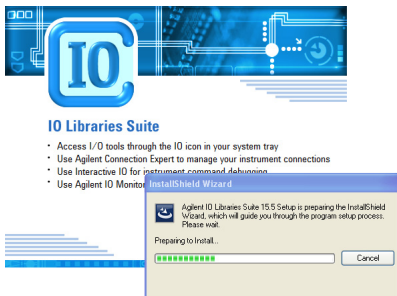 IO
IO Libraries Suite
• Access I/O tools through the IO icon in your system tray
• Use Agilent Connection Expert to manage your instrument connections
• Use Interactive IO for instrument command debugging
• Use Agilent IO Monitor
InstallShield Wizard
Agilent IO Libraries Suite 15.5 Setup is preparing the InstallShield
Wizard, which will guide you through the program setup process.
Please wait.
Preparing to Install...
Cancel